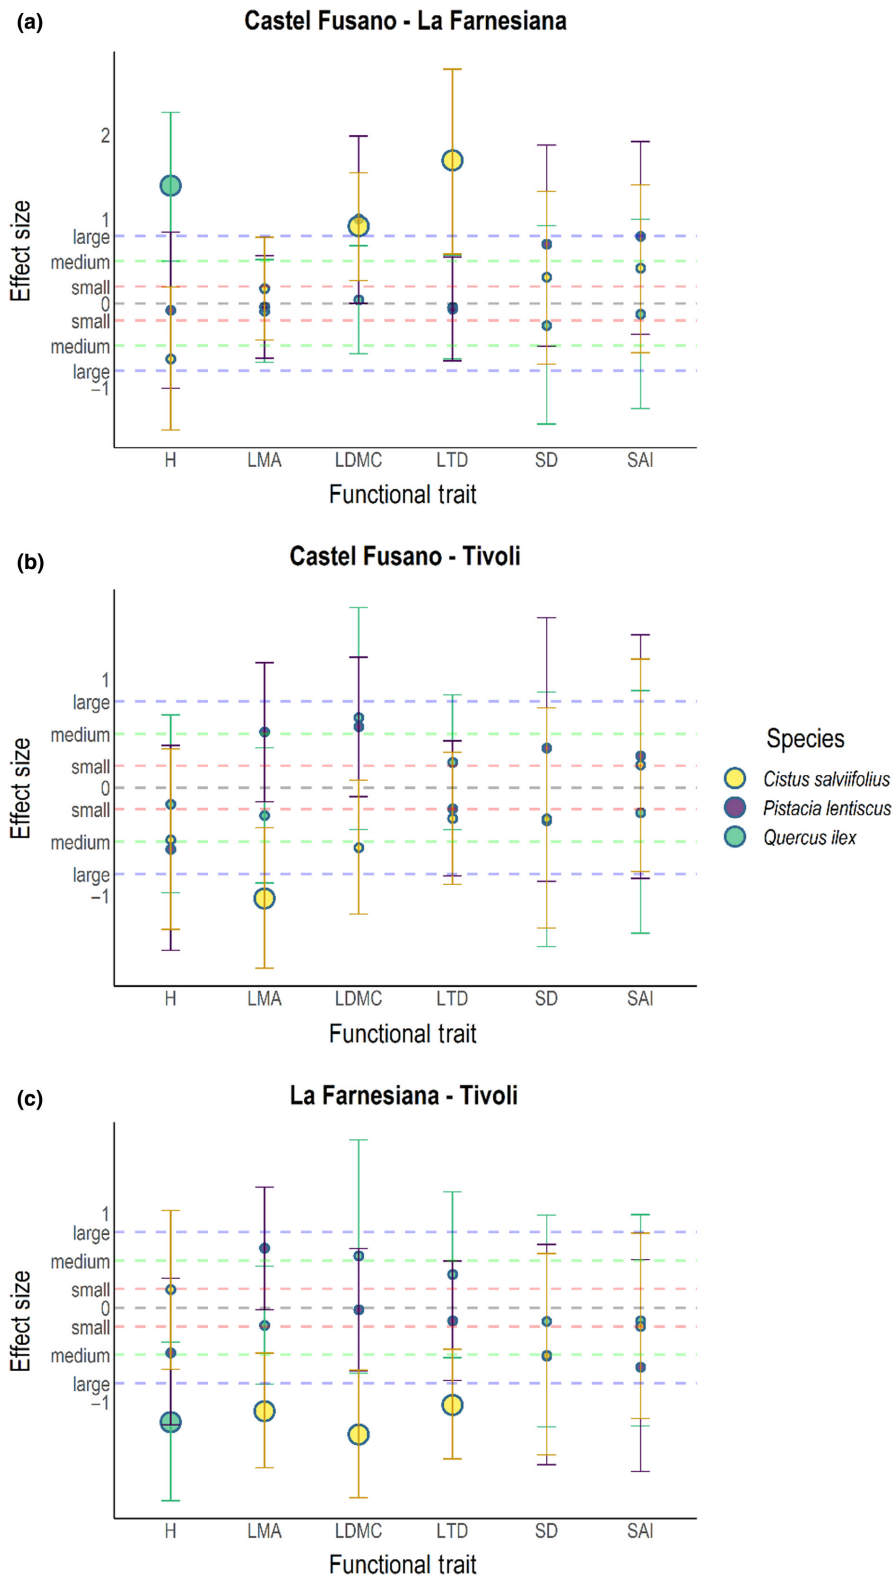 (a)
Castel Fusano - La Farnesiana
2
1
large
medium
small
0
small
medium
large
−1
Effect size
H LMA LDMC LTD SD SAI
Functional trait
(b)
Castel Fusano - Tivoli
1
large
medium
small
0
small
medium
large
−1
Effect size
H LMA LDMC LTD SD SAI
Functional trait
Species
Cistus salviifolius
Pistacia lentiscus
Quercus ilex
(c)
La Farnesiana - Tivoli
1
large
medium
small
0
small
medium
large
−1
Effect size
H LMA LDMC LTD SD SAI
Functional trait